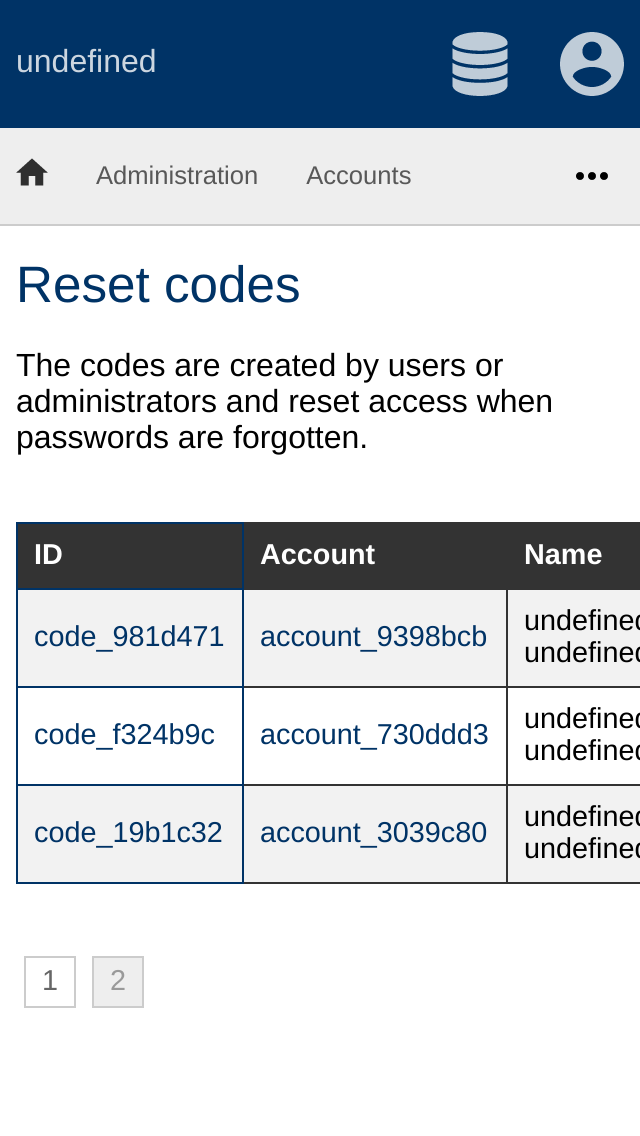 undefined
Administration Accounts
Reset codes
The codes are created by users or
administrators and reset access when
passwords are forgotten.
ID Account Name
code_981d471 account_9398bcb undefined
undefined
code_f324b9c account_730ddd3 undefined
undefined
code_19b1c32 account_3039c80 undefined
undefined
1 2